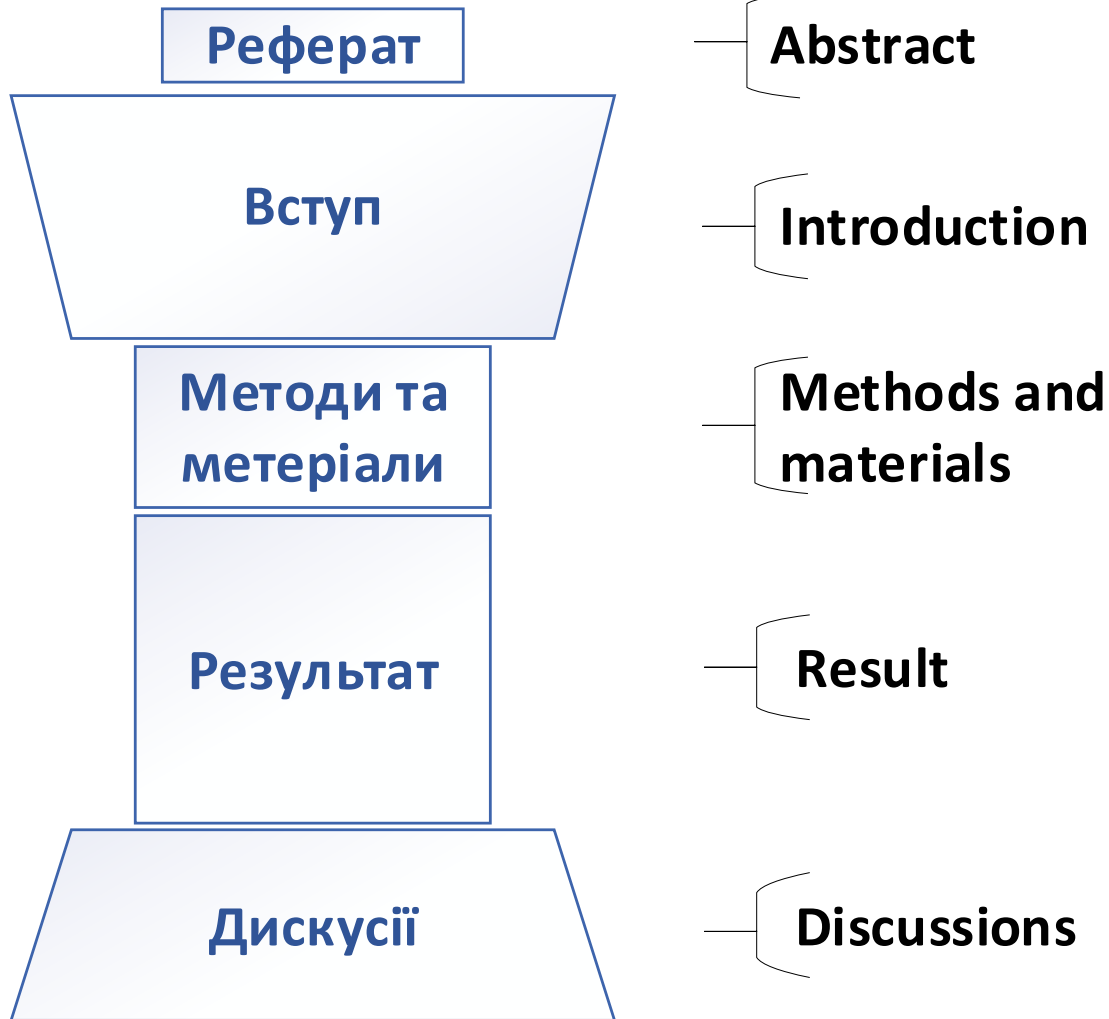 Реферат
Abstract
Вступ
Introduction
Методи та
метеріали
Methods and
materials
Результат
Result
Дискусії
Discussions